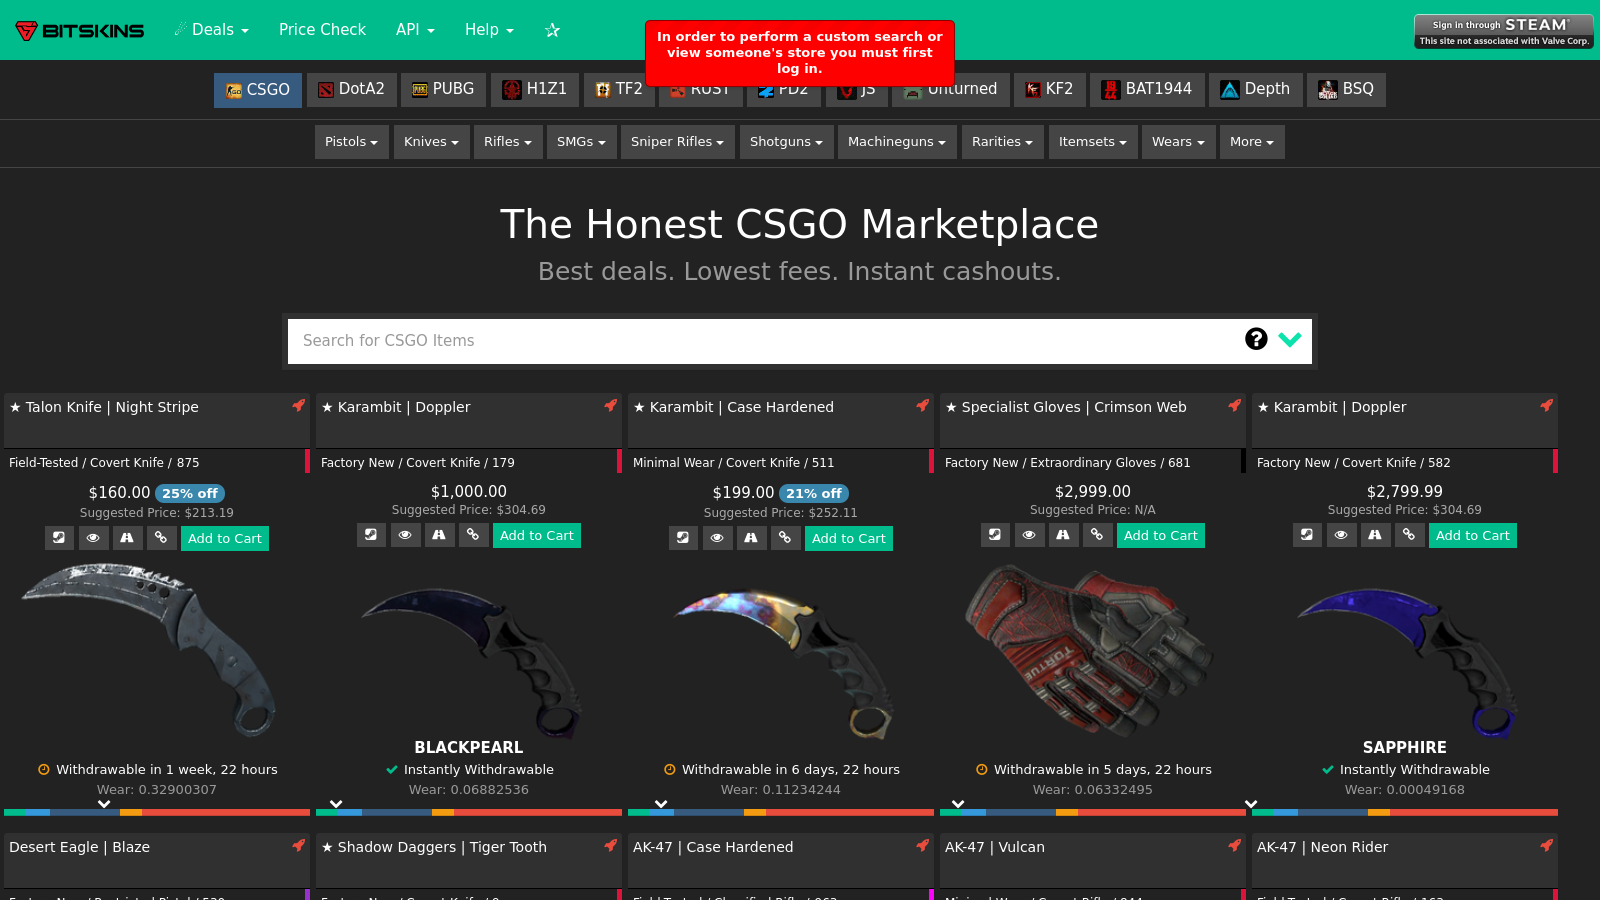 BITSKINS
Deals
Price Check
API
Help
In order to perform a custom search or
view someone's store you must first
log in.
Sign in through STEAM®
This site not associated with Valve Corp.
CSGO
DotA2
PUBG
H1Z1
TF2
RUST
PD2
JS
Unturned
KF2
BAT1944
Depth
BSQ
Pistols
Knives
Rifles
SMGs
Sniper Rifles
Shotguns
Machineguns
Rarities
Itemsets
Wears
More
The Honest CSGO Marketplace
Best deals. Lowest fees. Instant cashouts.
Search for CSGO Items
★ Talon Knife | Night Stripe
Field-Tested / Covert Knife / 875
$160.00 25% off
Suggested Price: $213.19
Add to Cart
Withdrawable in 1 week, 22 hours
Wear: 0.32900307
★ Karambit | Doppler
Factory New / Covert Knife / 179
$1,000.00
Suggested Price: $304.69
Add to Cart
BLACKPEARL
Instantly Withdrawable
Wear: 0.06882536
★ Karambit | Case Hardened
Minimal Wear / Covert Knife / 511
$199.00 21% off
Suggested Price: $252.11
Add to Cart
Withdrawable in 6 days, 22 hours
Wear: 0.11234244
★ Specialist Gloves | Crimson Web
Factory New / Extraordinary Gloves / 681
$2,999.00
Suggested Price: N/A
Add to Cart
TORTUE
Withdrawable in 5 days, 22 hours
Wear: 0.06332495
★ Karambit | Doppler
Factory New / Covert Knife / 582
$2,799.99
Suggested Price: $304.69
Add to Cart
SAPPHIRE
Instantly Withdrawable
Wear: 0.00049168
Desert Eagle | Blaze
★ Shadow Daggers | Tiger Tooth
AK-47 | Case Hardened
AK-47 | Vulcan
AK-47 | Neon Rider